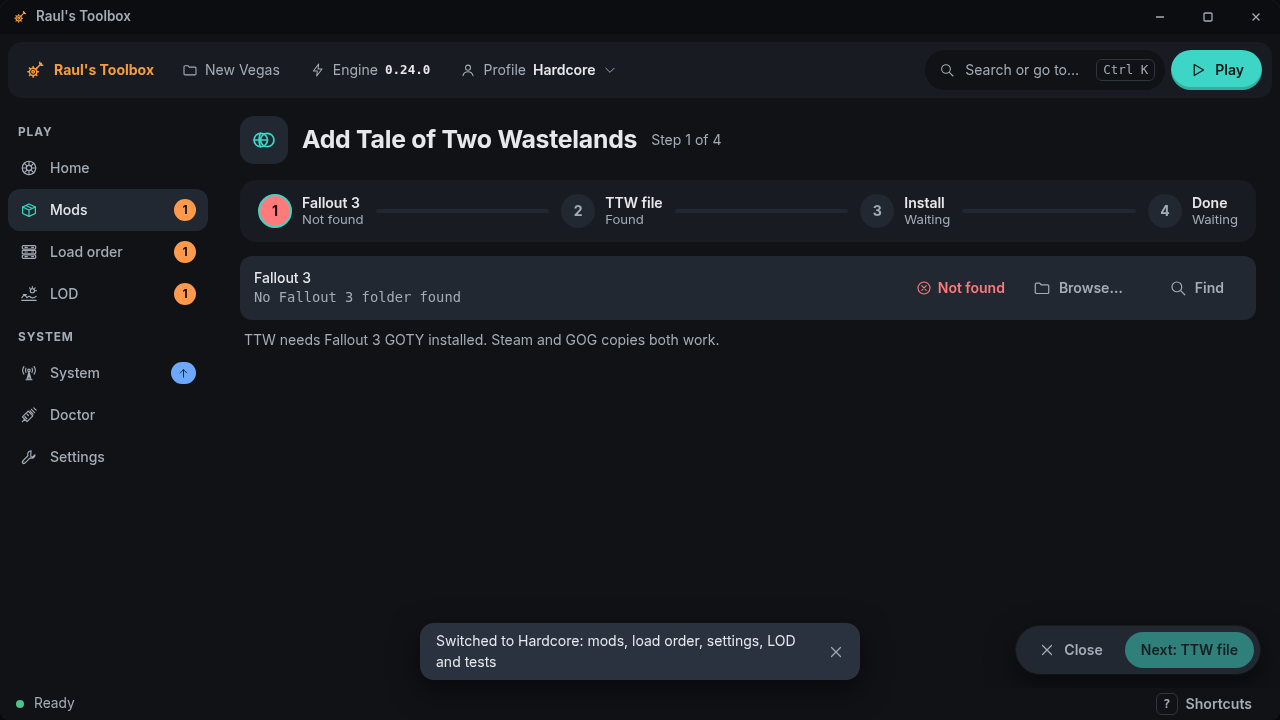 Raul's Toolbox
Raul's Toolbox
New Vegas
Engine 0.24.0
Profile Hardcore
Search or go to...
Ctrl K
Play
PLAY
Home
Mods 1
Load order 1
LOD 1
SYSTEM
System
Doctor
Settings
Add Tale of Two Wastelands
Step 1 of 4
1 Fallout 3
Not found
2 TTW file
Found
3 Install
Waiting
4 Done
Waiting
Fallout 3
No Fallout 3 folder found
Not found
Browse...
Find
TTW needs Fallout 3 GOTY installed. Steam and GOG copies both work.
Switched to Hardcore: mods, load order, settings, LOD
and tests
Close
Next: TTW file
Ready
? Shortcuts